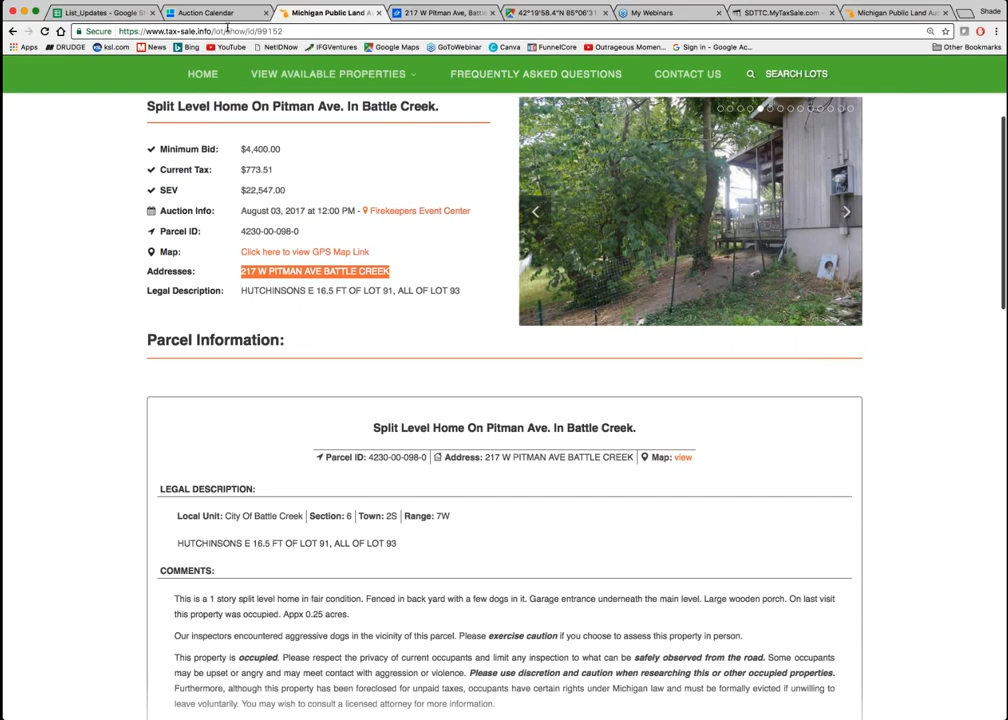 List_Updates - Google S
Auction Calendar
Michigan Public Land A
217 W Pitman Ave, Battle
42°19'58.4"N 85°06'31
My Webinars
SDTTC.MyTaxSale.com -
Michigan Public Land Au
Shade
Secure
https://www.tax-sale.info/lot/show/id/99152
Apps
DRUDGE
ksl.com
News
Bing
YouTube
NetIDNow
IFGVentures
Google Maps
GoToWebinar
Canva
FunnelCore
Outrageous Momen...
Sign in - Google Ac...
Other Bookmarks
HOME
VIEW AVAILABLE PROPERTIES
FREQUENTLY ASKED QUESTIONS
CONTACT US
SEARCH LOTS
Split Level Home On Pitman Ave. In Battle Creek.
Minimum Bid: $4,400.00
Current Tax: $773.51
SEV $22,547.00
Auction Info: August 03, 2017 at 12:00 PM - Firekeepers Event Center
Parcel ID: 4230-00-098-0
Map: Click here to view GPS Map Link
Addresses: 217 W PITMAN AVE BATTLE CREEK
Legal Description: HUTCHINSONS E 16.5 FT OF LOT 91, ALL OF LOT 93
Parcel Information:
Split Level Home On Pitman Ave. In Battle Creek.
Parcel ID: 4230-00-098-0 | Address: 217 W PITMAN AVE BATTLE CREEK | Map: view
LEGAL DESCRIPTION:
Local Unit: City Of Battle Creek | Section: 6 | Town: 2S | Range: 7W
HUTCHINSONS E 16.5 FT OF LOT 91, ALL OF LOT 93
COMMENTS:
This is a 1 story split level home in fair condition. Fenced in back yard with a few dogs in it. Garage entrance underneath the main level. Large wooden porch. On last visit
this property was occupied. Appx 0.25 acres.
Our inspectors encountered aggressive dogs in the vicinity of this parcel. Please exercise caution if you choose to assess this property in person.
This property is occupied. Please respect the privacy of current occupants and limit any inspection to what can be safely observed from the road. Some occupants
may be upset or angry and may meet contact with aggression or violence. Please use discretion and caution when researching this or other occupied properties.
Furthermore, although this property has been foreclosed for unpaid taxes, occupants have certain rights under Michigan law and must be formally evicted if unwilling to
leave voluntarily. You may wish to consult a licensed attorney for more information.